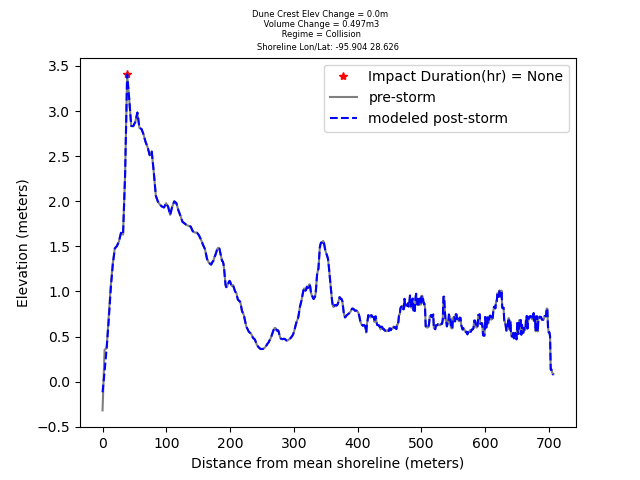 Dune Crest Elev Change = 0.0m
Volume Change = 0.497m3
Regime = Collision
Shoreline Lon/Lat: -95.904 28.626
Impact Duration(hr) = None
pre-storm
modeled post-storm
Elevation (meters)
3.5
3.0
2.5
2.0
1.5
1.0
0.5
0.0
−0.5
0 100 200 300 400 500 600 700
Distance from mean shoreline (meters)